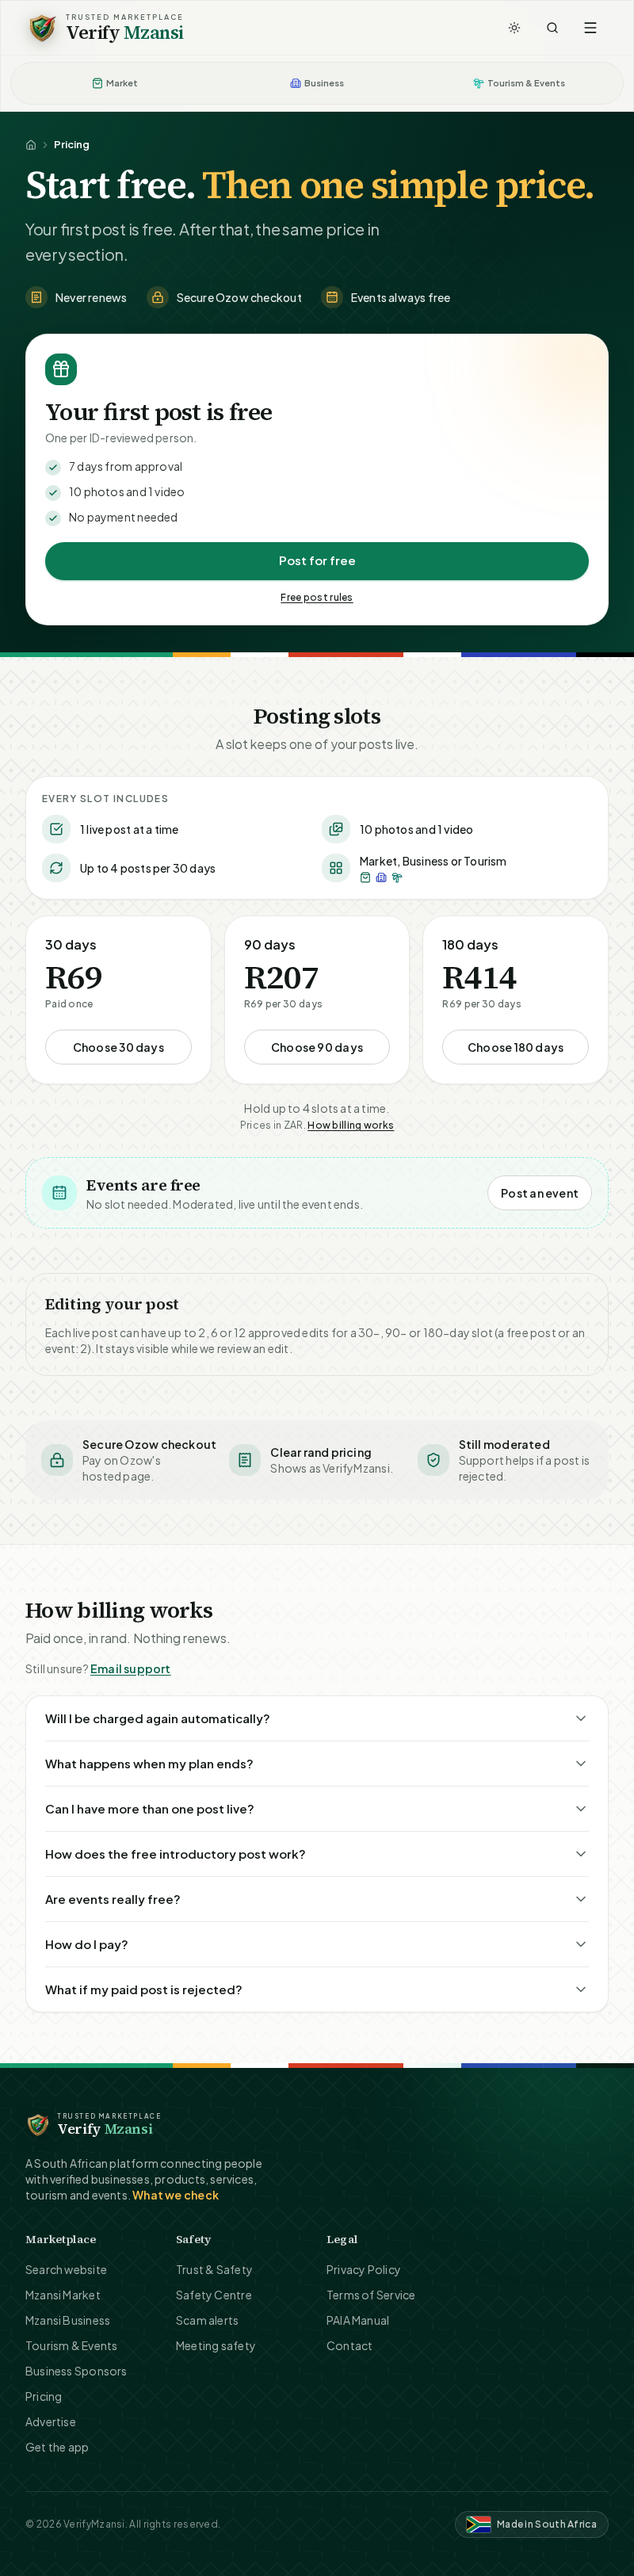 TRUSTED MARKETPLACE
Verify Mzansi
Market
Business
Tourism & Events
Pricing
Start free. Then one simple price.
Your first post is free. After that, the same price in
every section.
Never renews
Secure Ozow checkout
Events always free
Your first post is free
One per ID-reviewed person.
7 days from approval
10 photos and 1 video
No payment needed
Post for free
Free post rules
Posting slots
A slot keeps one of your posts live.
EVERY SLOT INCLUDES
1 live post at a time
10 photos and 1 video
Up to 4 posts per 30 days
Market, Business or Tourism
30 days
R69
Paid once
Choose 30 days
90 days
R207
R69 per 30 days
Choose 90 days
180 days
R414
R69 per 30 days
Choose 180 days
Hold up to 4 slots at a time.
Prices in ZAR. How billing works
Events are free
No slot needed. Moderated, live until the event ends.
Post an event
Editing your post
Each live post can have up to 2, 6 or 12 approved edits for a 30-, 90- or 180-day slot (a free post or an
event: 2). It stays visible while we review an edit.
Secure Ozow checkout
Pay on Ozow's
hosted page.
Clear rand pricing
Shows as VerifyMzansi.
Still moderated
Support helps if a post is
rejected.
How billing works
Paid once, in rand. Nothing renews.
Still unsure? Email support
Will I be charged again automatically?
What happens when my plan ends?
Can I have more than one post live?
How does the free introductory post work?
Are events really free?
How do I pay?
What if my paid post is rejected?
TRUSTED MARKETPLACE
Verify Mzansi
A South African platform connecting people
with verified businesses, products, services,
tourism and events. What we check
Marketplace
Search website
Mzansi Market
Mzansi Business
Tourism & Events
Business Sponsors
Pricing
Advertise
Get the app
Safety
Trust & Safety
Safety Centre
Scam alerts
Meeting safety
Legal
Privacy Policy
Terms of Service
PAIA Manual
Contact
© 2026 VerifyMzansi. All rights reserved.
Made in South Africa